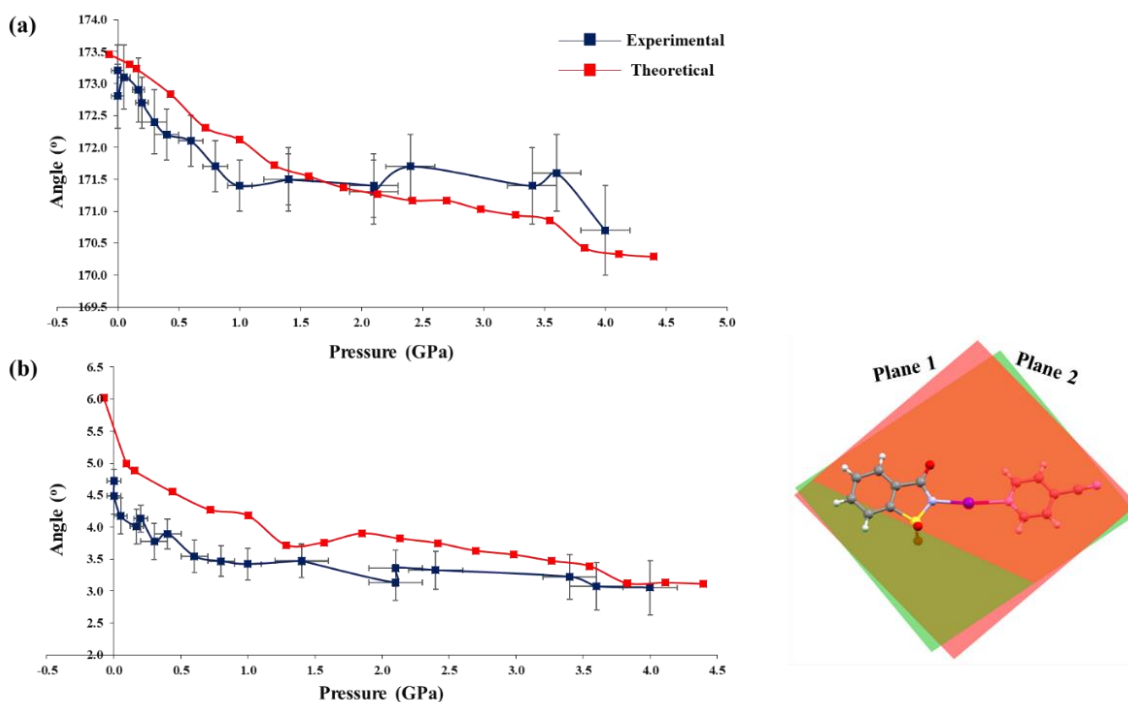 (a)
174.0
173.5
173.0
172.5
172.0
171.5
171.0
170.5
170.0
169.5
Angle (º)
Experimental
Theoretical
-0.5 0.0 0.5 1.0 1.5 2.0 2.5 3.0 3.5 4.0 4.5 5.0
Pressure (GPa)
(b)
6.5
6.0
5.5
5.0
4.5
4.0
3.5
3.0
2.5
2.0
Angle (º)
-0.5 0.0 0.5 1.0 1.5 2.0 2.5 3.0 3.5 4.0 4.5
Pressure (GPa)
Plane 1
Plane 2